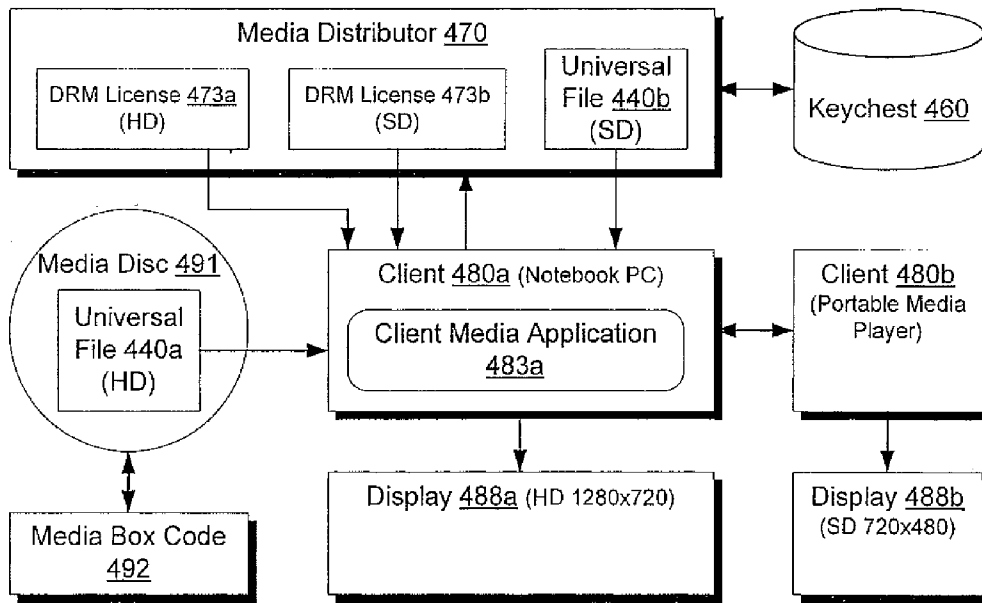 Media Distributor 470
DRM License 473a
(HD)
DRM License 473b
(SD)
Universal
File 440b
(SD)
Keychest 460
Media Disc 491
Universal
File 440a
(HD)
Client 480a (Notebook PC)
Client Media Application
483a
Client 480b
(Portable Media
Player)
Media Box Code
492
Display 488a (HD 1280x720)
Display 488b
(SD 720x480)